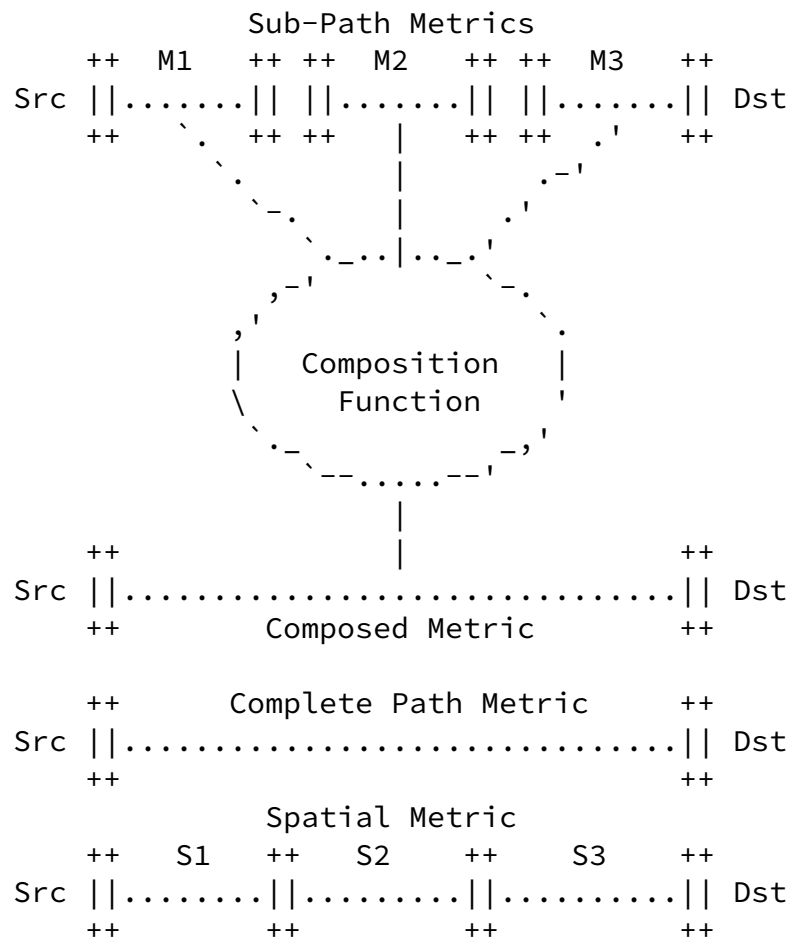 Sub-Path Metrics
++ M1 ++ ++ M2 ++ ++ M3 ++
Src ||.......|| ||.......|| ||.......|| Dst
++ `. ++ ++ | ++ ++ .' ++
`. | .-'
`-. | .'
`._..|.._.'
,-' `-.
,' `.
| Composition |
\ Function '
`._ _,'
`--.....--'
|
++ | ++
Src ||...............................|| Dst
++ Composed Metric ++
++ Complete Path Metric ++
Src ||...............................|| Dst
++ ++
Spatial Metric
++ S1 ++ S2 ++ S3 ++
Src ||........||.........||..........|| Dst
++ ++ ++ ++